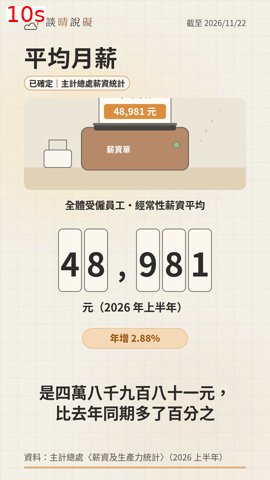 10s
談晴說礙
截至 2026/11/22
平均月薪
已確定｜主計總處薪資統計
48,981 元
薪資單
全體受僱員工・經常性薪資平均
48,981
元（2026 年上半年）
年增 2.88%
是四萬八千九百八十一元，
比去年同期多了百分之
資料：主計總處〈薪資及生產力統計〉（2026 上半年）